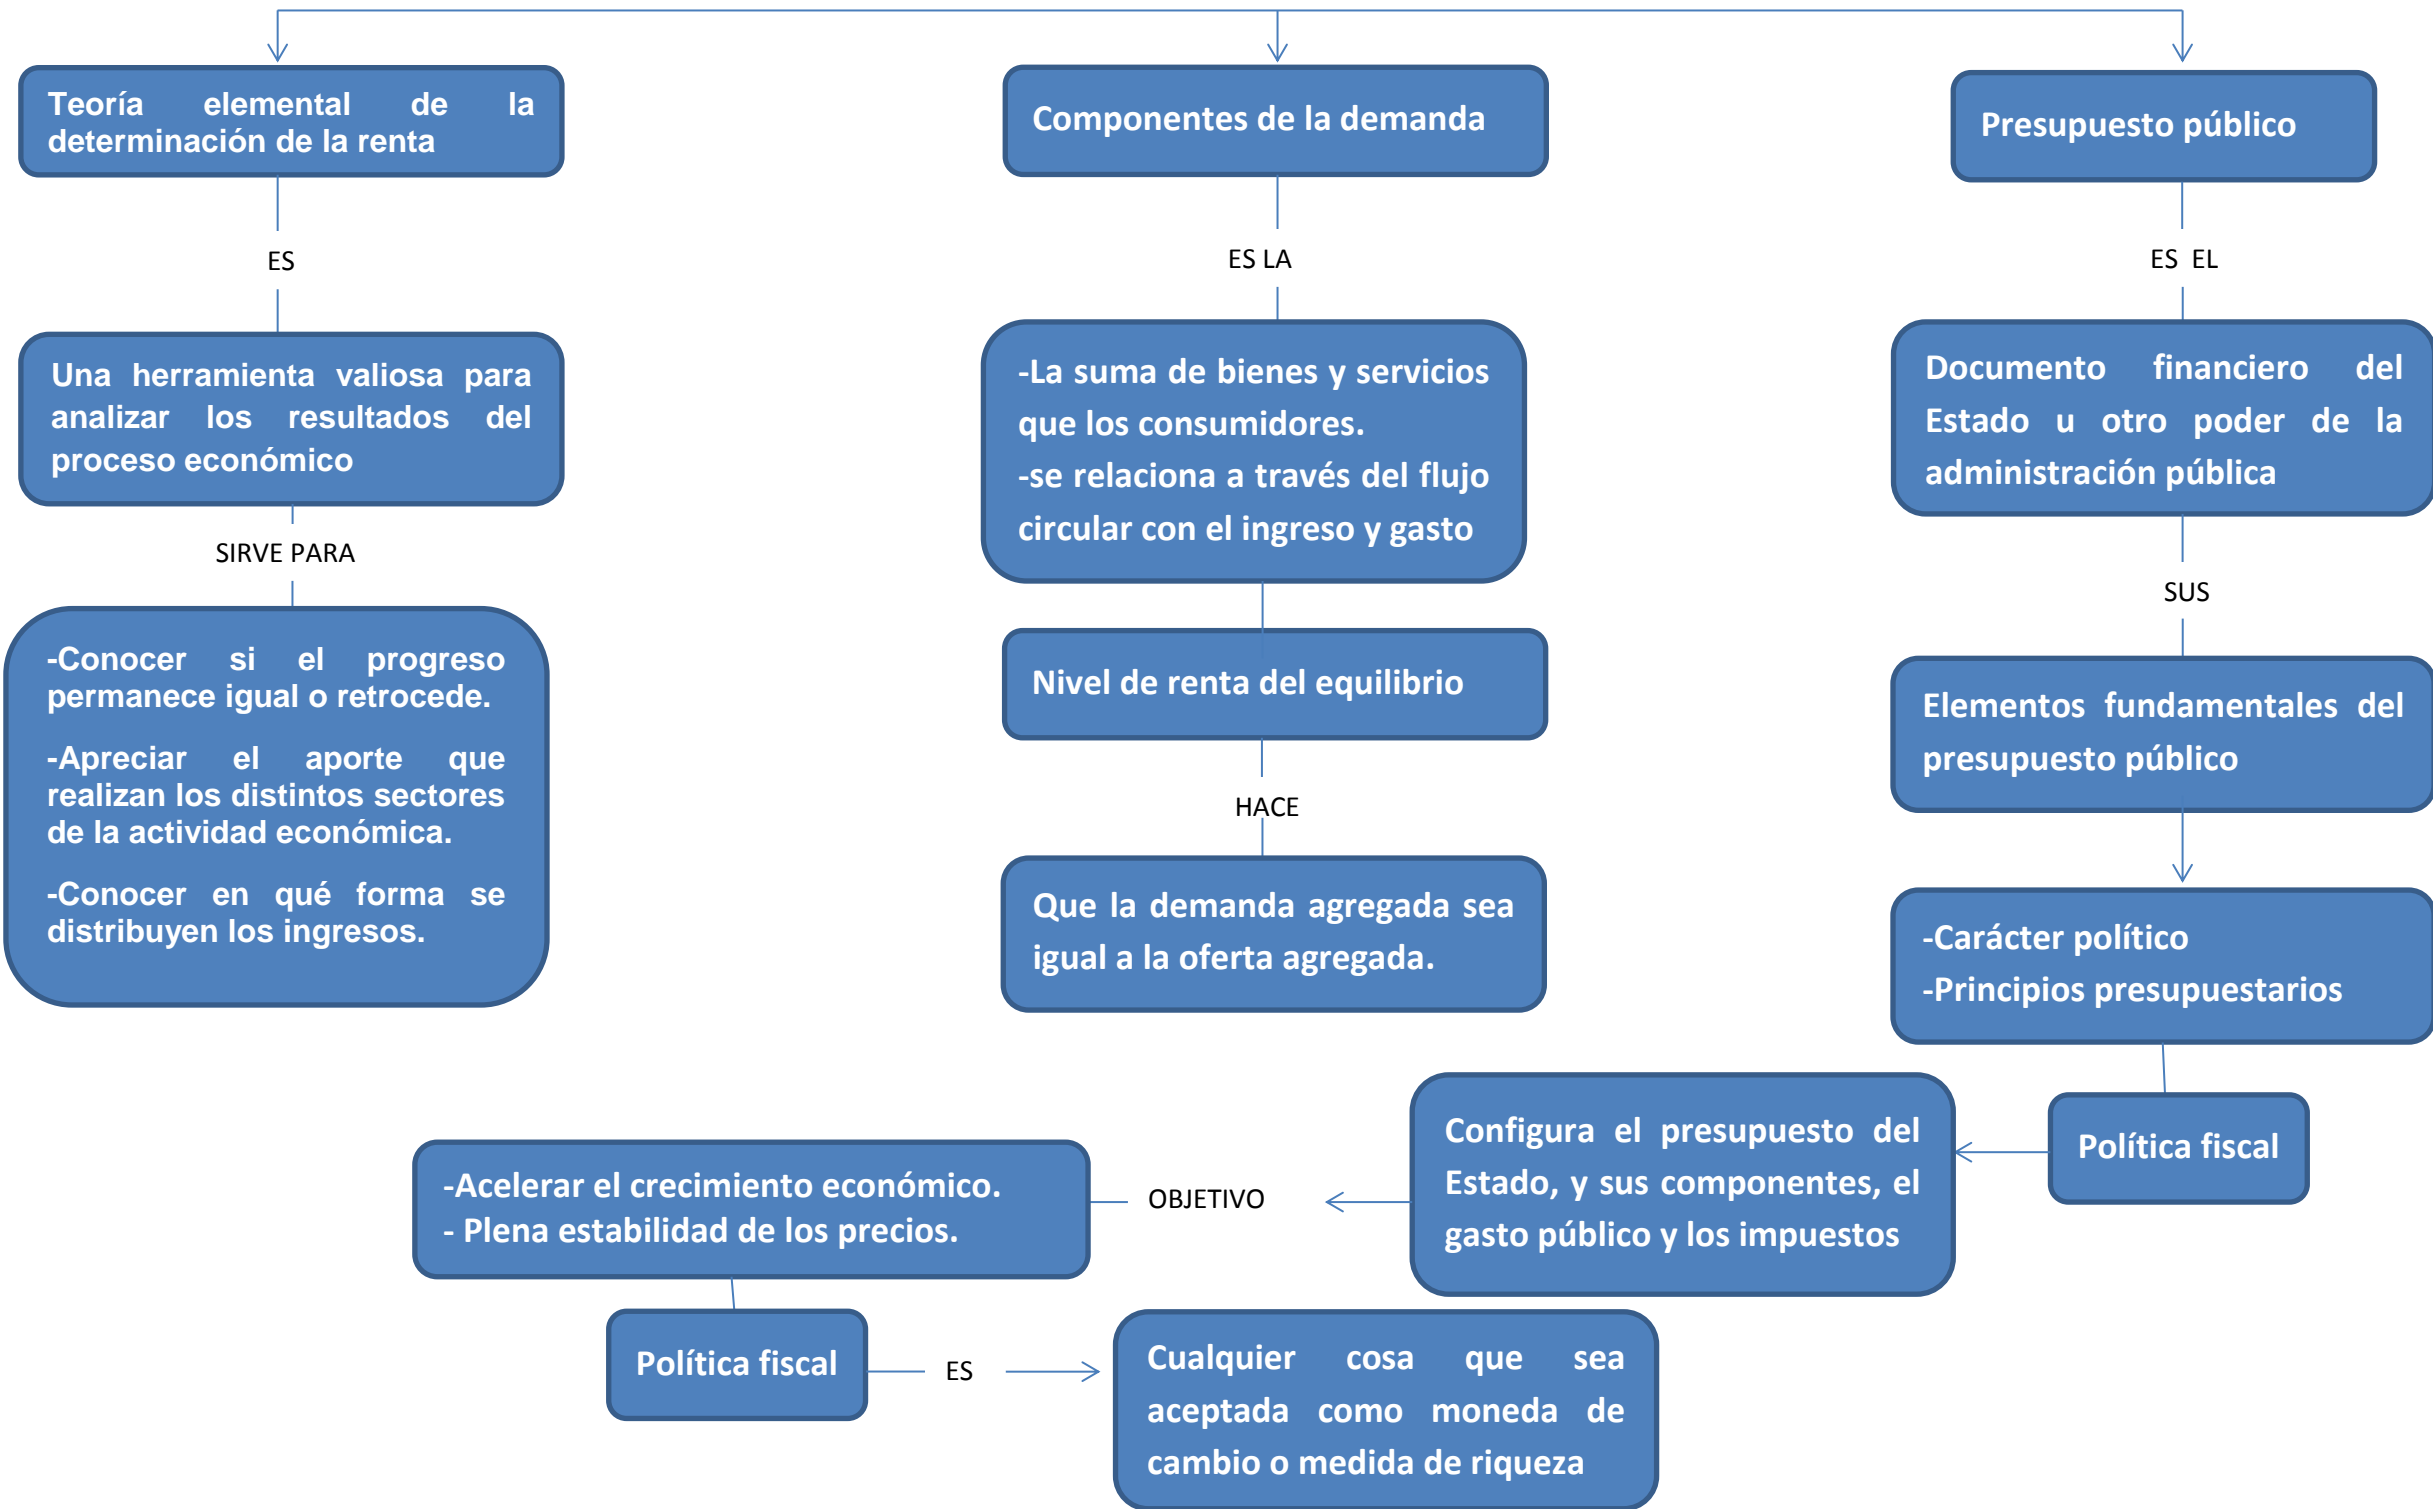 Teoría elemental de la
determinación de la renta
ES
Una herramienta valiosa para
analizar los resultados del
proceso económico
SIRVE PARA
-Conocer si el progreso
permanece igual o retrocede.
-Apreciar el aporte que
realizan los distintos sectores
de la actividad económica.
-Conocer en qué forma se
distribuyen los ingresos.
Componentes de la demanda
ES LA
-La suma de bienes y servicios
que los consumidores.
-se relaciona a través del flujo
circular con el ingreso y gasto
Nivel de renta del equilibrio
HACE
Que la demanda agregada sea
igual a la oferta agregada.
Presupuesto público
ES EL
Documento financiero del
Estado u otro poder de la
administración pública
SUS
Elementos fundamentales del
presupuesto público
-Carácter político
-Principios presupuestarios
Política fiscal
Configura el presupuesto del
Estado, y sus componentes, el
gasto público y los impuestos
OBJETIVO
-Acelerar el crecimiento económico.
- Plena estabilidad de los precios.
Política fiscal
ES
Cualquier cosa que sea
aceptada como moneda de
cambio o medida de riqueza